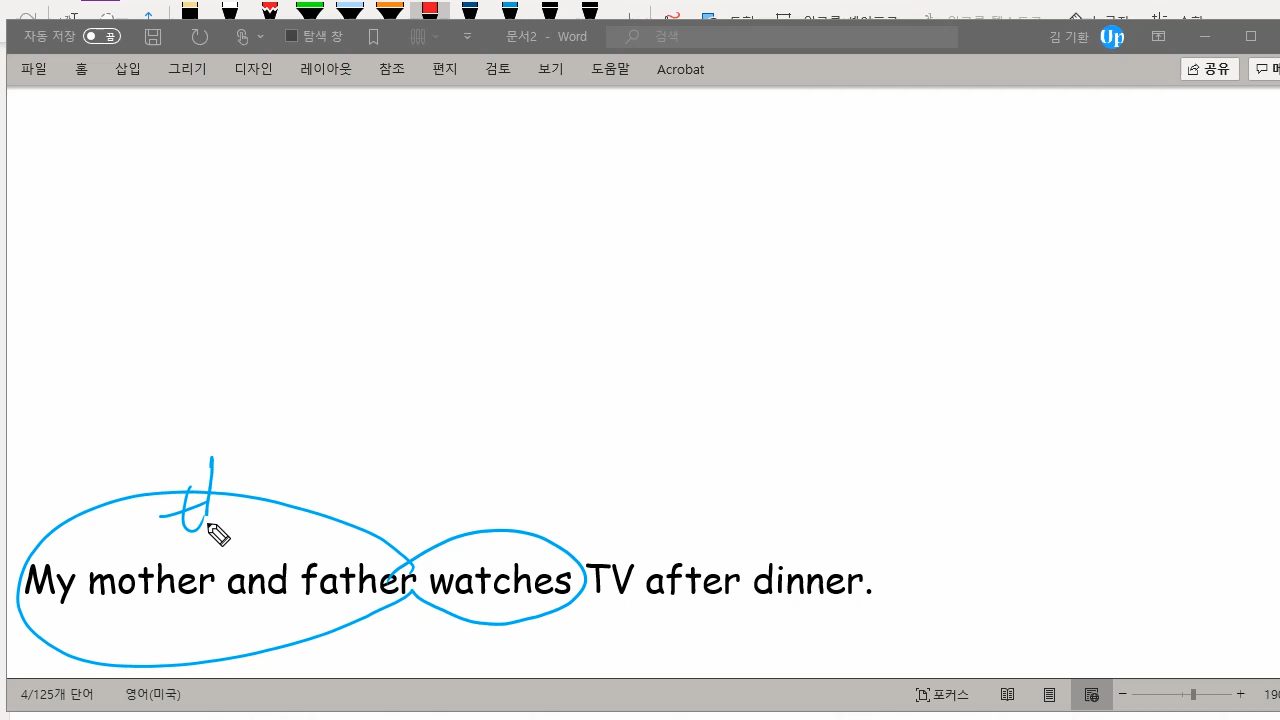 자동 저장 끔 탐색 창 문서2 - Word 검색 김 기환 Up
파일 홈 삽입 그리기 디자인 레이아웃 참조 편지 검토 보기 도움말 Acrobat 공유
My mother and father watches TV after dinner.
4/125개 단어 영어(미국) 포커스 190